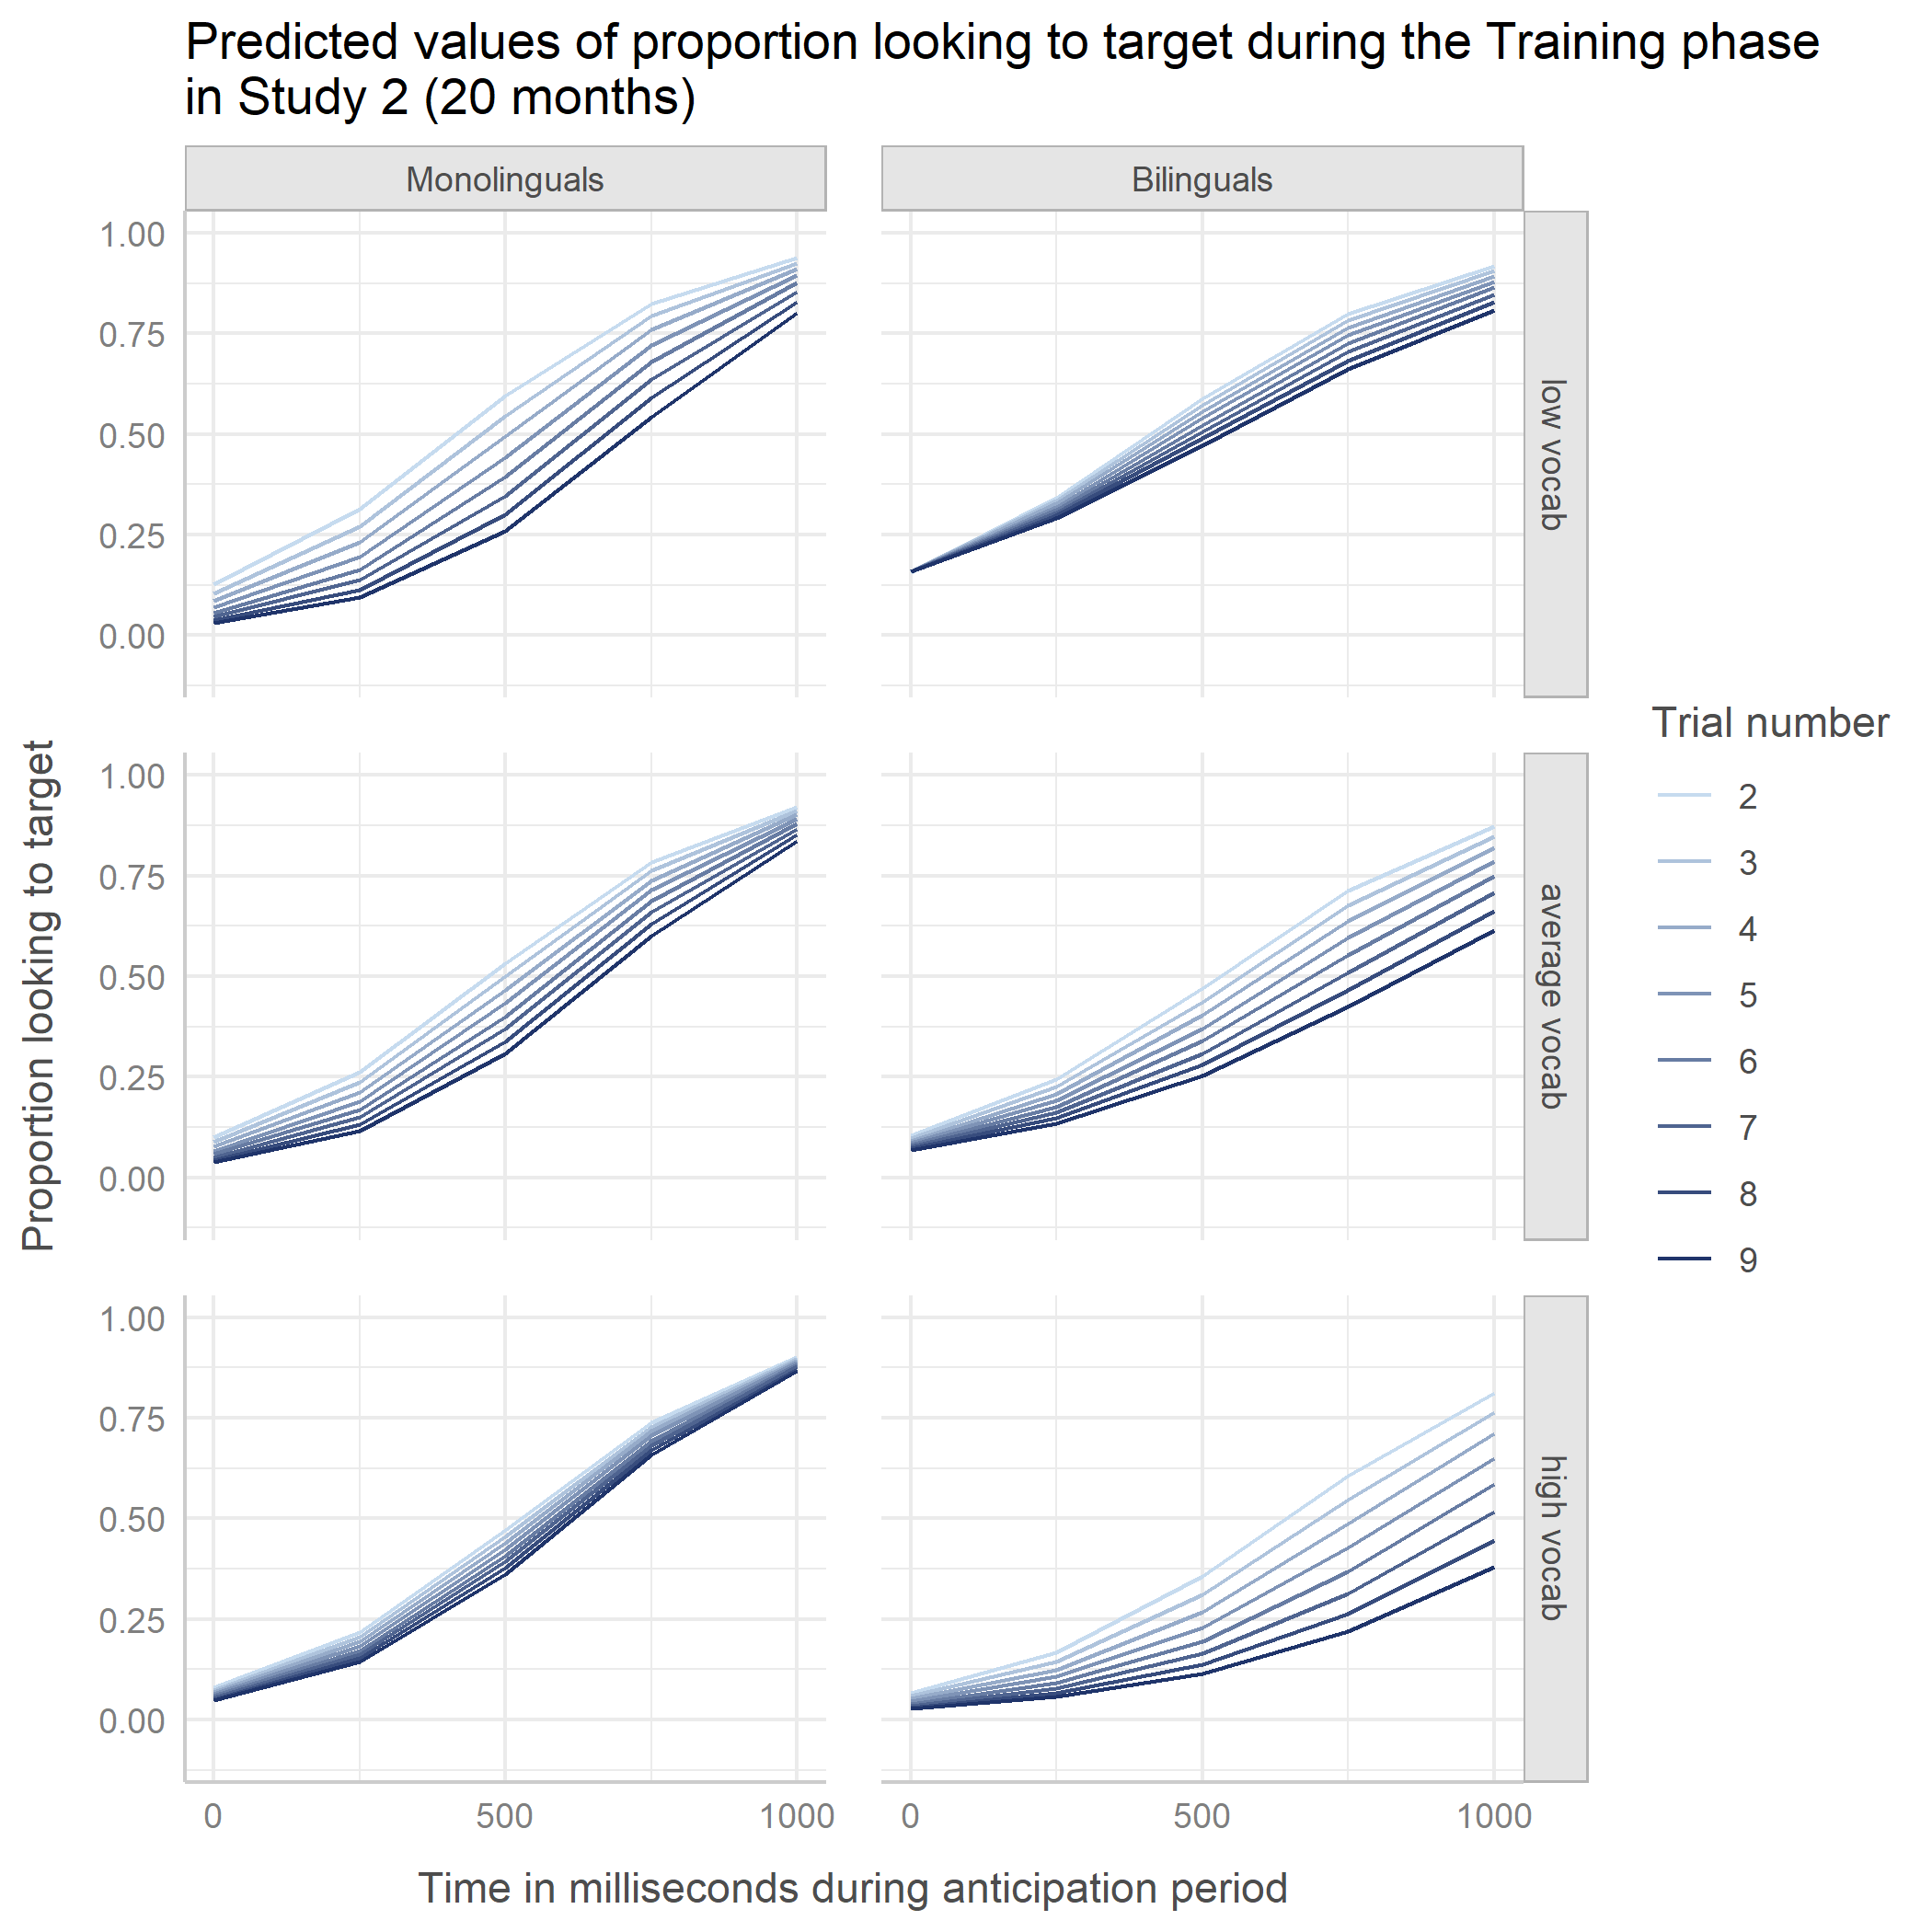 Predicted values of proportion looking to target during the Training phase
in Study 2 (20 months)
Monolinguals
Bilinguals
1.00
0.75
0.50
0.25
0.00
low vocab
1.00
0.75
0.50
0.25
0.00
average vocab
1.00
0.75
0.50
0.25
0.00
high vocab
0
500
1000
0
500
1000
Proportion looking to target
Time in milliseconds during anticipation period
Trial number
2
3
4
5
6
7
8
9